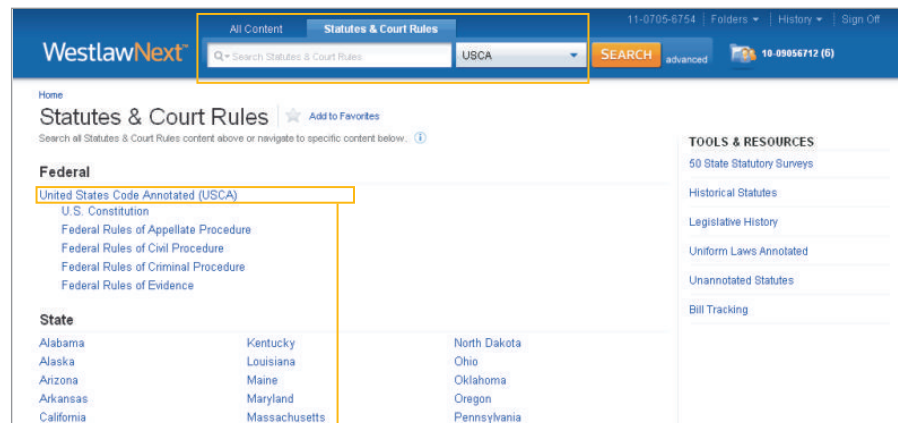 11-0705-6754 Folders History Sign Off
All Content Statutes & Court Rules
WestlawNext™ Search Statutes & Court Rules USCA SEARCH advanced 10-09056712 (6)
Home
Statutes & Court Rules Add to Favorites
Search all Statutes & Court Rules content above or navigate to specific content below..
TOOLS & RESOURCES
50 State Statutory Surveys
Historical Statutes
Legislative History
Uniform Laws Annotated
Unannotated Statutes
Bill Tracking
Federal
United States Code Annotated (USCA)
U.S. Constitution
Federal Rules of Appellate Procedure
Federal Rules of Civil Procedure
Federal Rules of Criminal Procedure
Federal Rules of Evidence
State
Alabama Kentucky North Dakota
Alaska Louisiana Ohio
Arizona Maine Oklahoma
Arkansas Maryland Oregon
California Massachusetts Pennsylvania